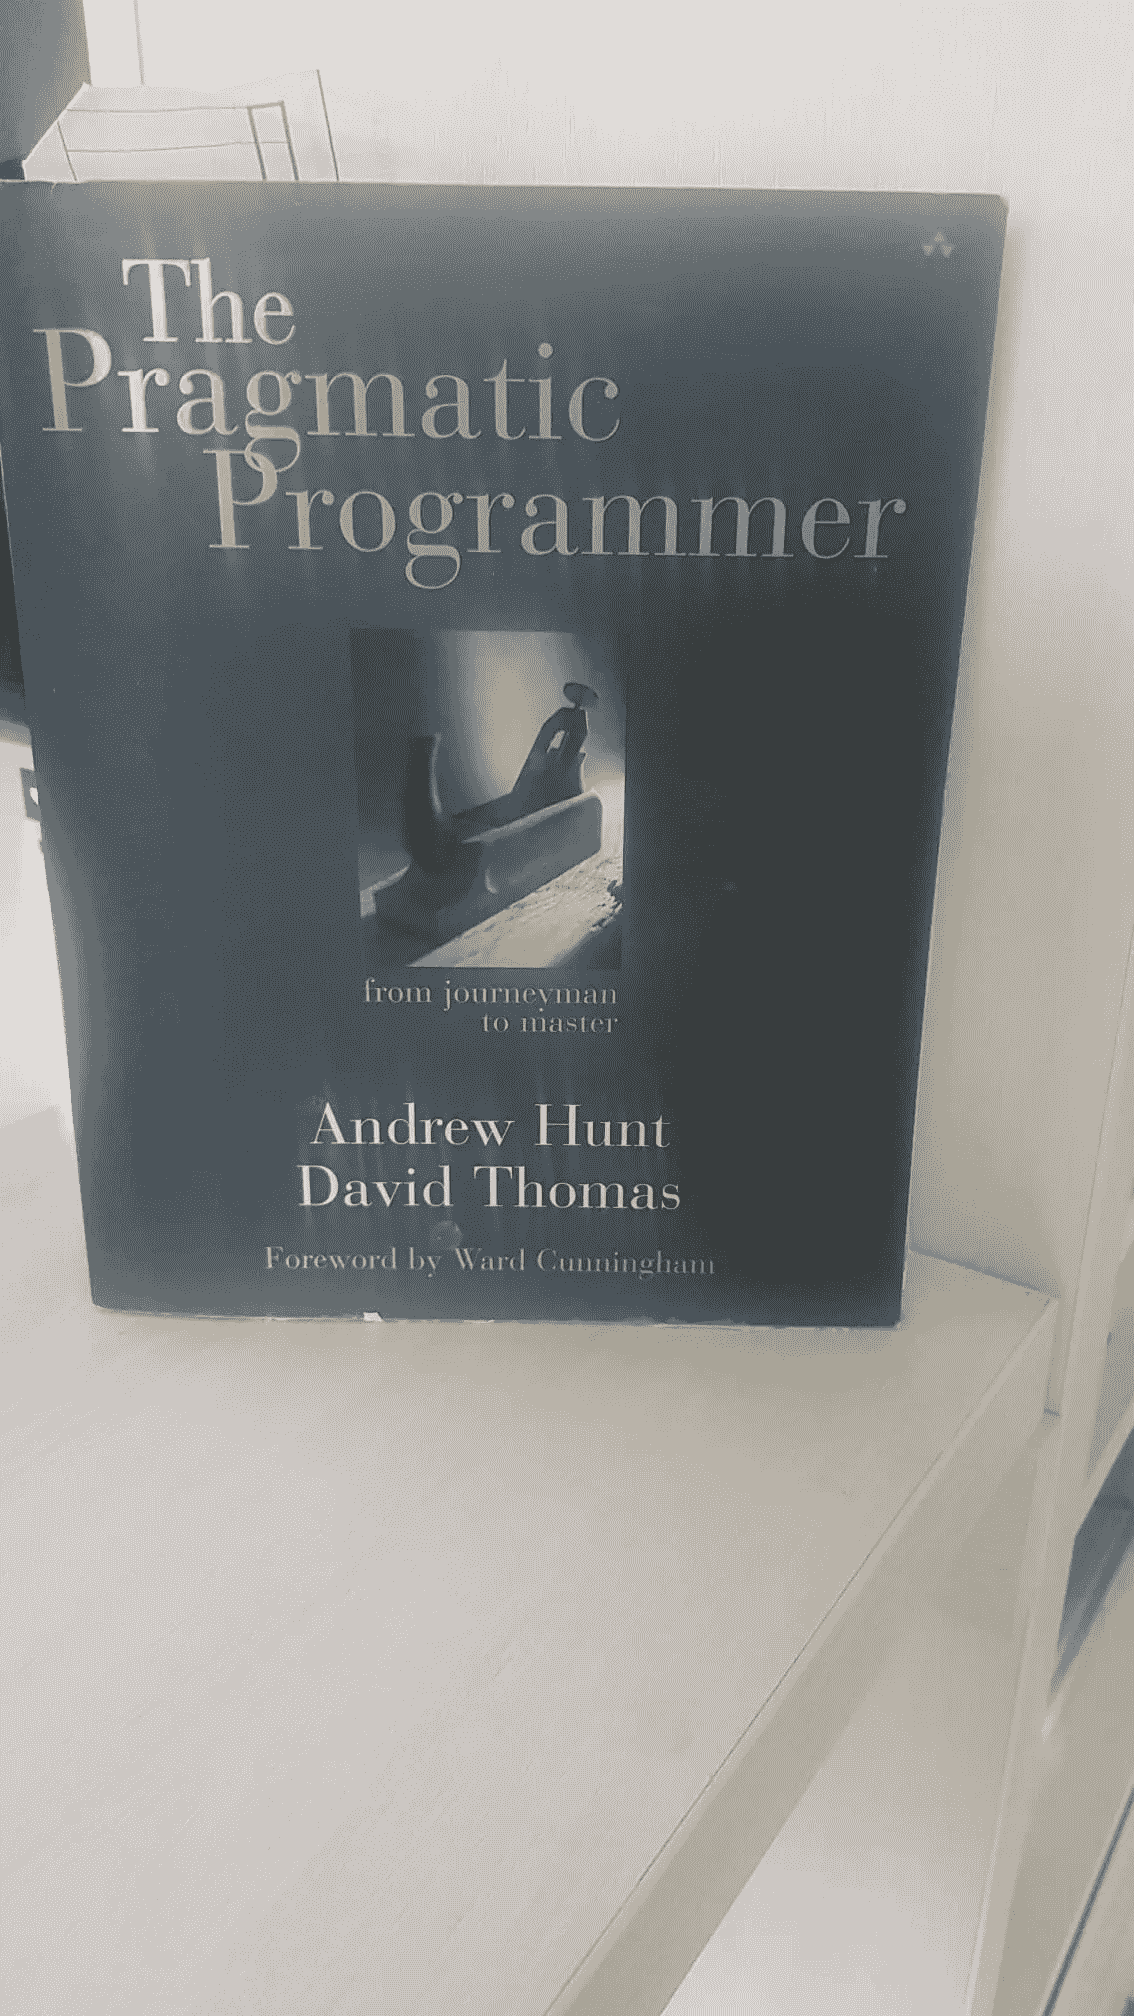 The
Pragmatic
Programmer
from journeyman
to master
Andrew Hunt
David Thomas
Foreword by Ward Cunningham